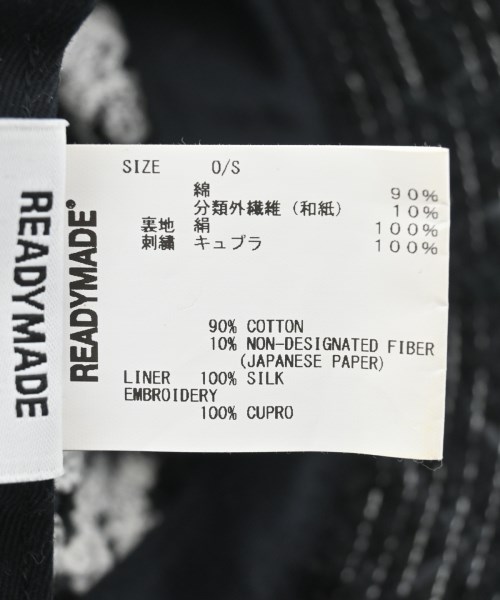 READYMADE
READYMADE®
SIZE O/S
綿 90%
分類外繊維（和紙） 10%
裏地 絹 100%
刺繍 キュプラ 100%
90% COTTON
10% NON-DESIGNATED FIBER
(JAPANESE PAPER)
LINER 100% SILK
EMBROIDERY
100% CUPRO